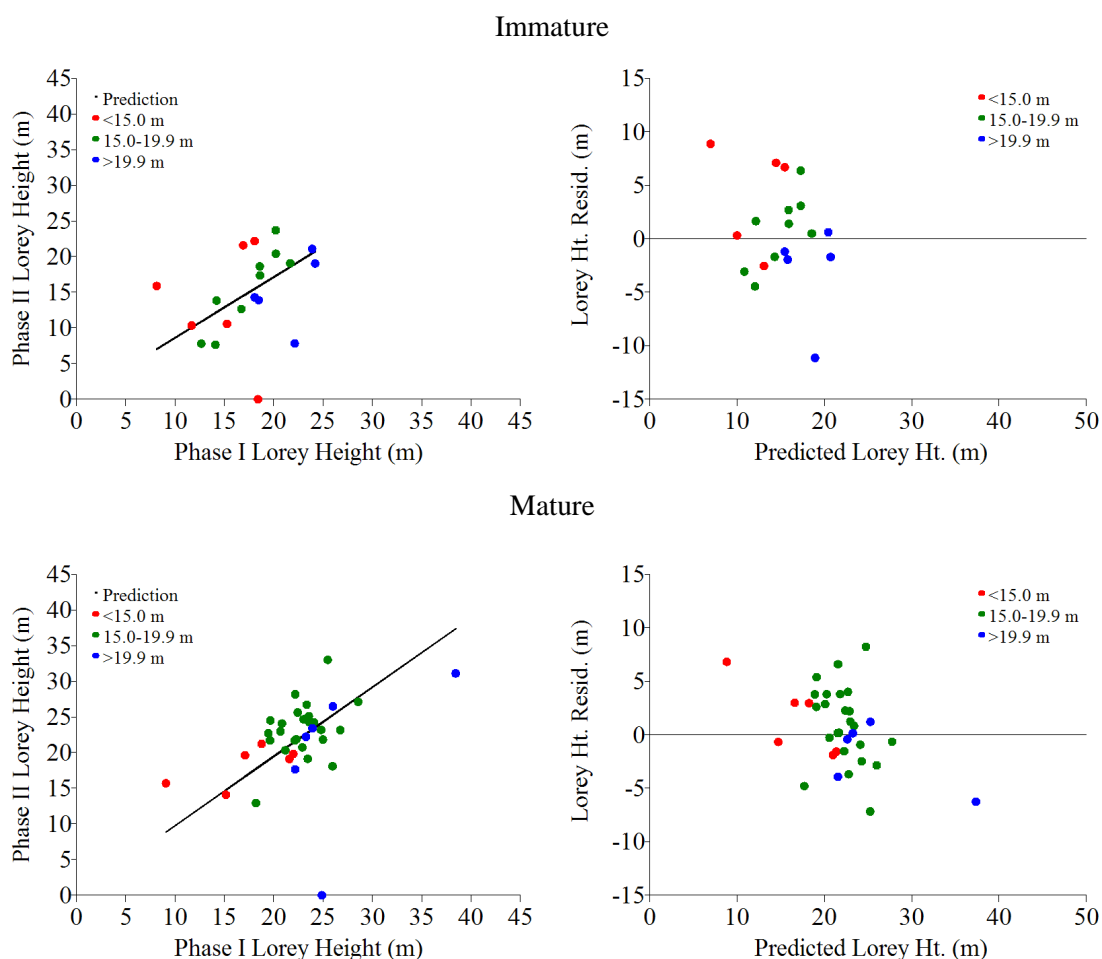 Immature
Phase II Lorey Height (m)
45
40
35
30
25
20
15
10
5
0
Prediction
<15.0 m
15.0-19.9 m
>19.9 m
0 5 10 15 20 25 30 35 40 45
Phase I Lorey Height (m)
Lorey Ht. Resid. (m)
15
10
5
0
-5
-10
-15
<15.0 m
15.0-19.9 m
>19.9 m
0 10 20 30 40 50
Predicted Lorey Ht. (m)
Mature
Phase II Lorey Height (m)
45
40
35
30
25
20
15
10
5
0
Prediction
<15.0 m
15.0-19.9 m
>19.9 m
0 5 10 15 20 25 30 35 40 45
Phase I Lorey Height (m)
Lorey Ht. Resid. (m)
15
10
5
0
-5
-10
-15
<15.0 m
15.0-19.9 m
>19.9 m
0 10 20 30 40 50
Predicted Lorey Ht. (m)